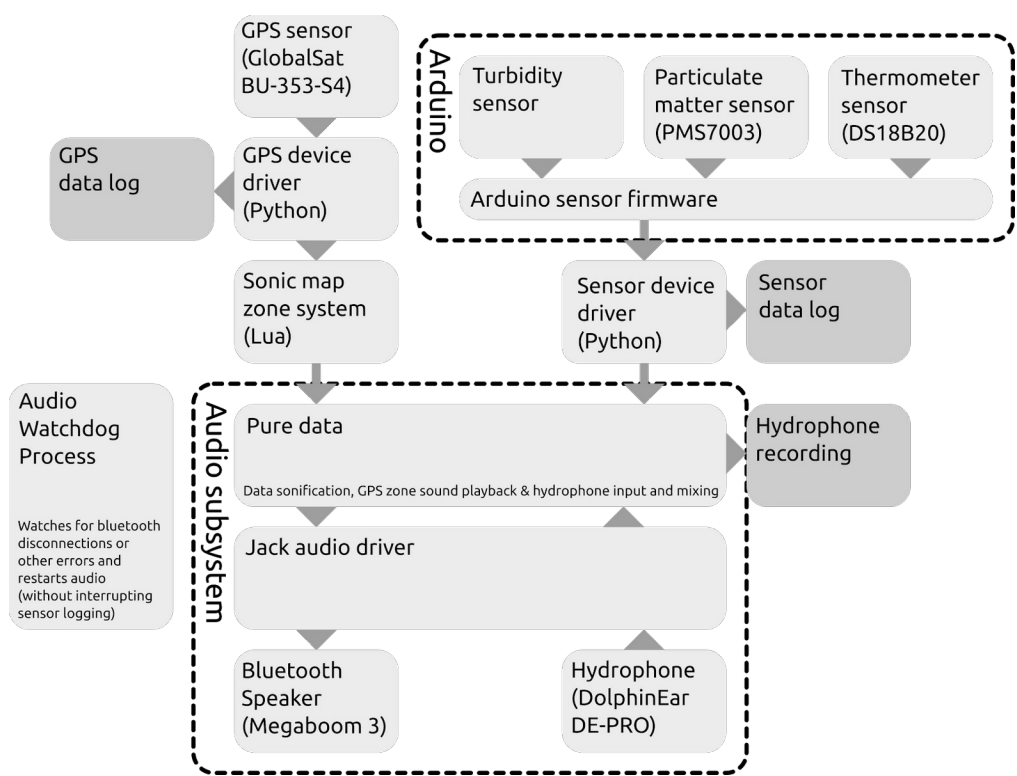 GPS sensor
(GlobalSat
BU-353-S4)
Arduino
Turbidity
sensor
Particulate
matter sensor
(PMS7003)
Thermometer
sensor
(DS18B20)
Arduino sensor firmware
GPS
data log
GPS device
driver
(Python)
Sonic map
zone system
(Lua)
Sensor device
driver
(Python)
Sensor
data log
Audio
Watchdog
Process
Watches for bluetooth
disconnections or
other errors and
restarts audio
(without interrupting
sensor logging)
Audio subsystem
Pure data
Data sonification, GPS zone sound playback & hydrophone input and mixing
Hydrophone
recording
Jack audio driver
Bluetooth
Speaker
(Megaboom 3)
Hydrophone
(DolphinEar
DE-PRO)